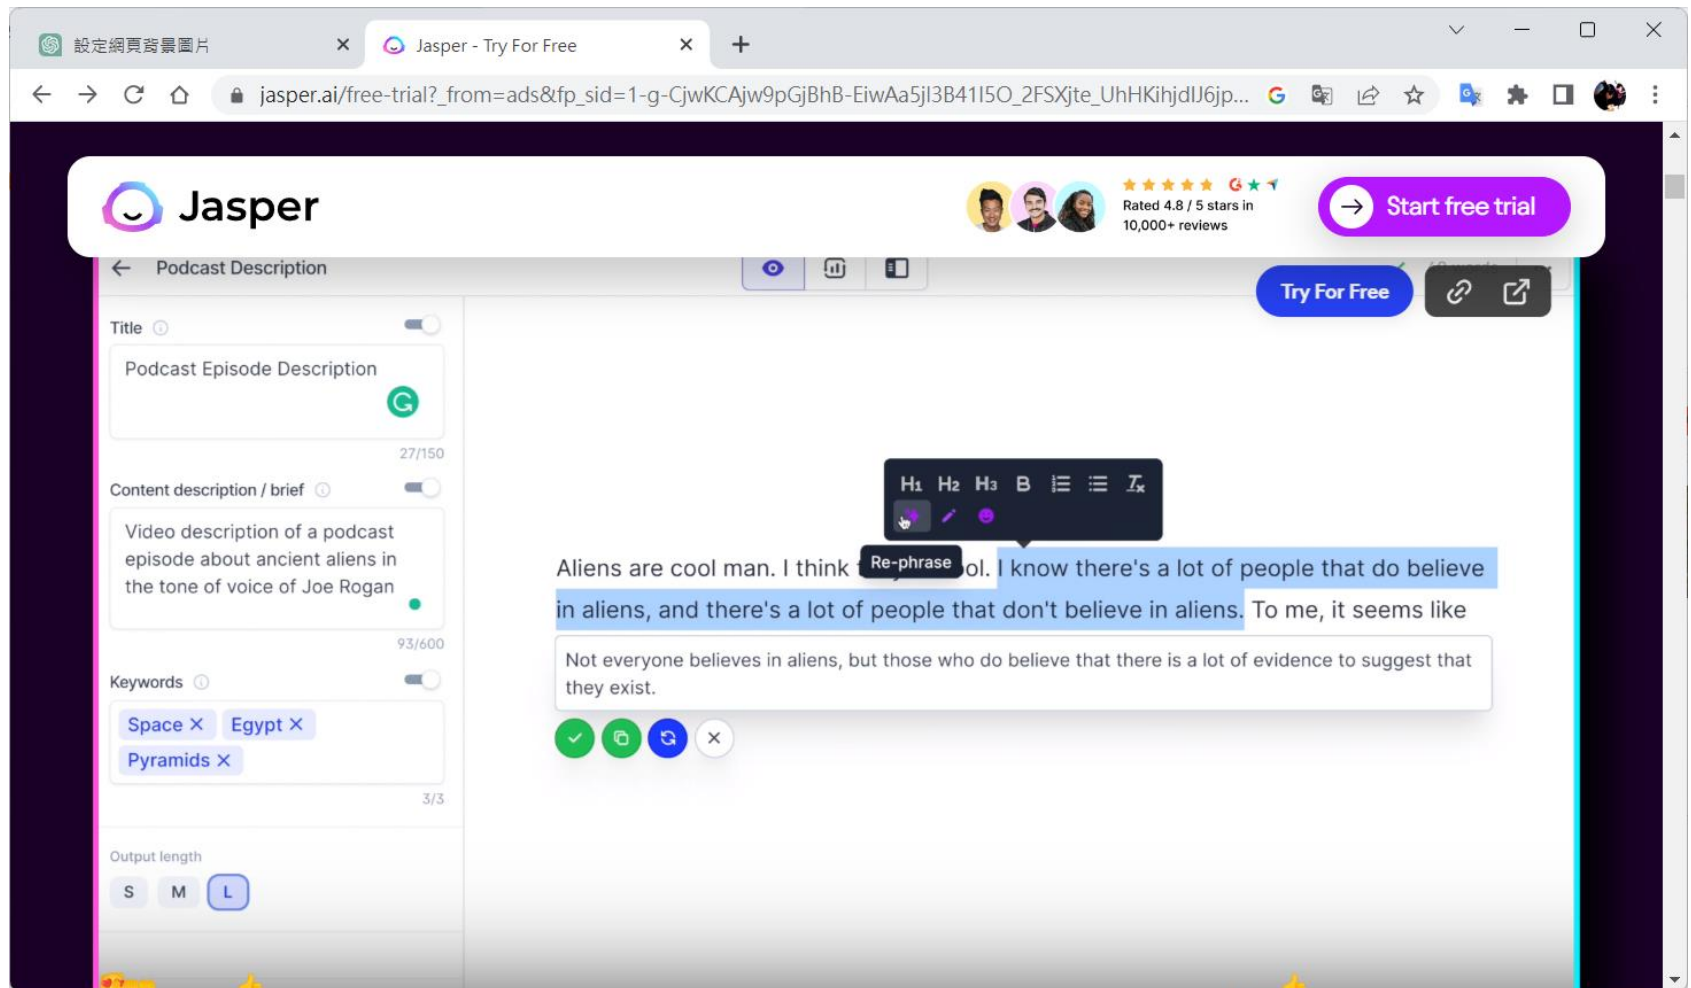 設定網頁背景圖片
Jasper - Try For Free
jasper.ai/free-trial?_from=ads&fp_sid=1-g-CjwKCAjw9pGjBhB-EiwAa5jl3B41I5O_2FSXjte_UhHKihjdIJ6jp...
Jasper
Rated 4.8 / 5 stars in
10,000+ reviews
Start free trial
Podcast Description
Try For Free
Title
Podcast Episode Description
27/150
Content description / brief
Video description of a podcast
episode about ancient aliens in
the tone of voice of Joe Rogan
93/600
Keywords
Space
Egypt
Pyramids
3/3
Output length
S M L
H1 H2 H3 B
Re-phrase
Aliens are cool man. I think ol. I know there's a lot of people that do believe
in aliens, and there's a lot of people that don't believe in aliens. To me, it seems like
Not everyone believes in aliens, but those who do believe that there is a lot of evidence to suggest that
they exist.